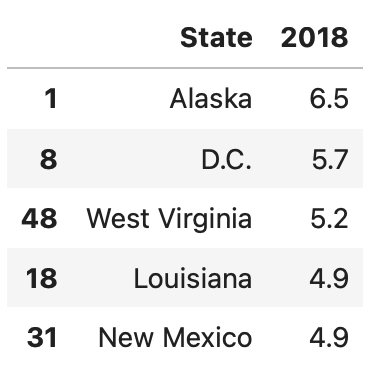 State 2018
1 Alaska 6.5
8 D.C. 5.7
48 West Virginia 5.2
18 Louisiana 4.9
31 New Mexico 4.9